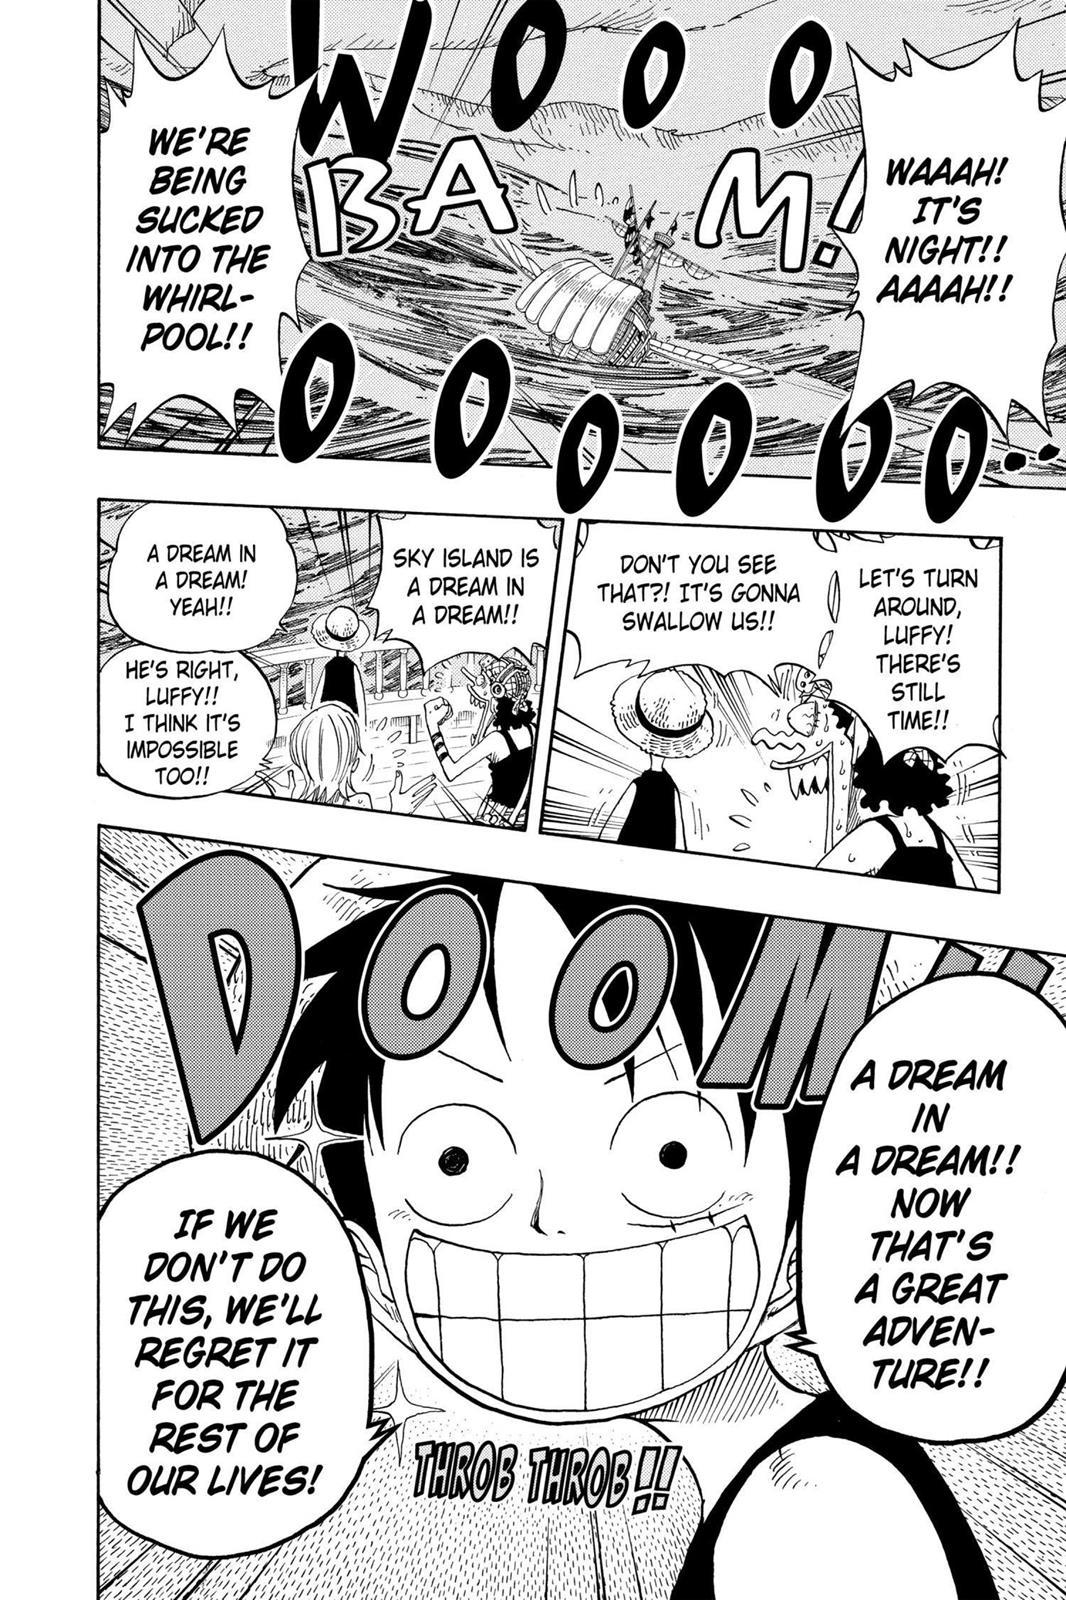 WOOO
OOOOOO..
BAM!
WAAAH!
IT'S
NIGHT!!
AAAAH!!
WE'RE
BEING
SUCKED
INTO THE
WHIRL-
POOL!!
LET'S TURN
AROUND,
LUFFY!
THERE'S
STILL
TIME!!
DON'T YOU SEE
THAT?! IT'S GONNA
SWALLOW US!!
SKY ISLAND IS
A DREAM IN
A DREAM!!
A DREAM IN
A DREAM!
YEAH!!
HE'S RIGHT,
LUFFY!!
I THINK IT'S
IMPOSSIBLE
TOO!!
DOOM!!
A DREAM
IN
A DREAM!!
NOW
THAT'S
A GREAT
ADVEN-
TURE!!
IF WE
DON'T DO
THIS, WE'LL
REGRET IT
FOR THE
REST OF
OUR LIVES!
THROB THROB!!